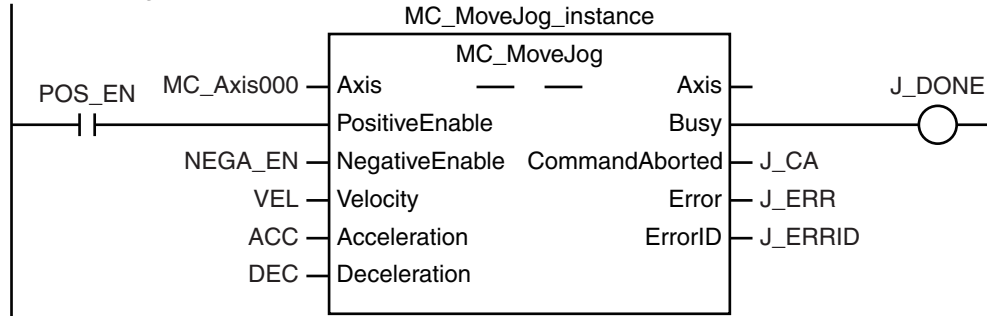 MC_MoveJog_instance
MC_MoveJog
POS_EN
MC_Axis000
Axis
Axis
J_DONE
PositiveEnable
Busy
NEGA_EN
NegativeEnable
CommandAborted
J_CA
VEL
Velocity
Error
J_ERR
ACC
Acceleration
ErrorID
J_ERRID
DEC
Deceleration